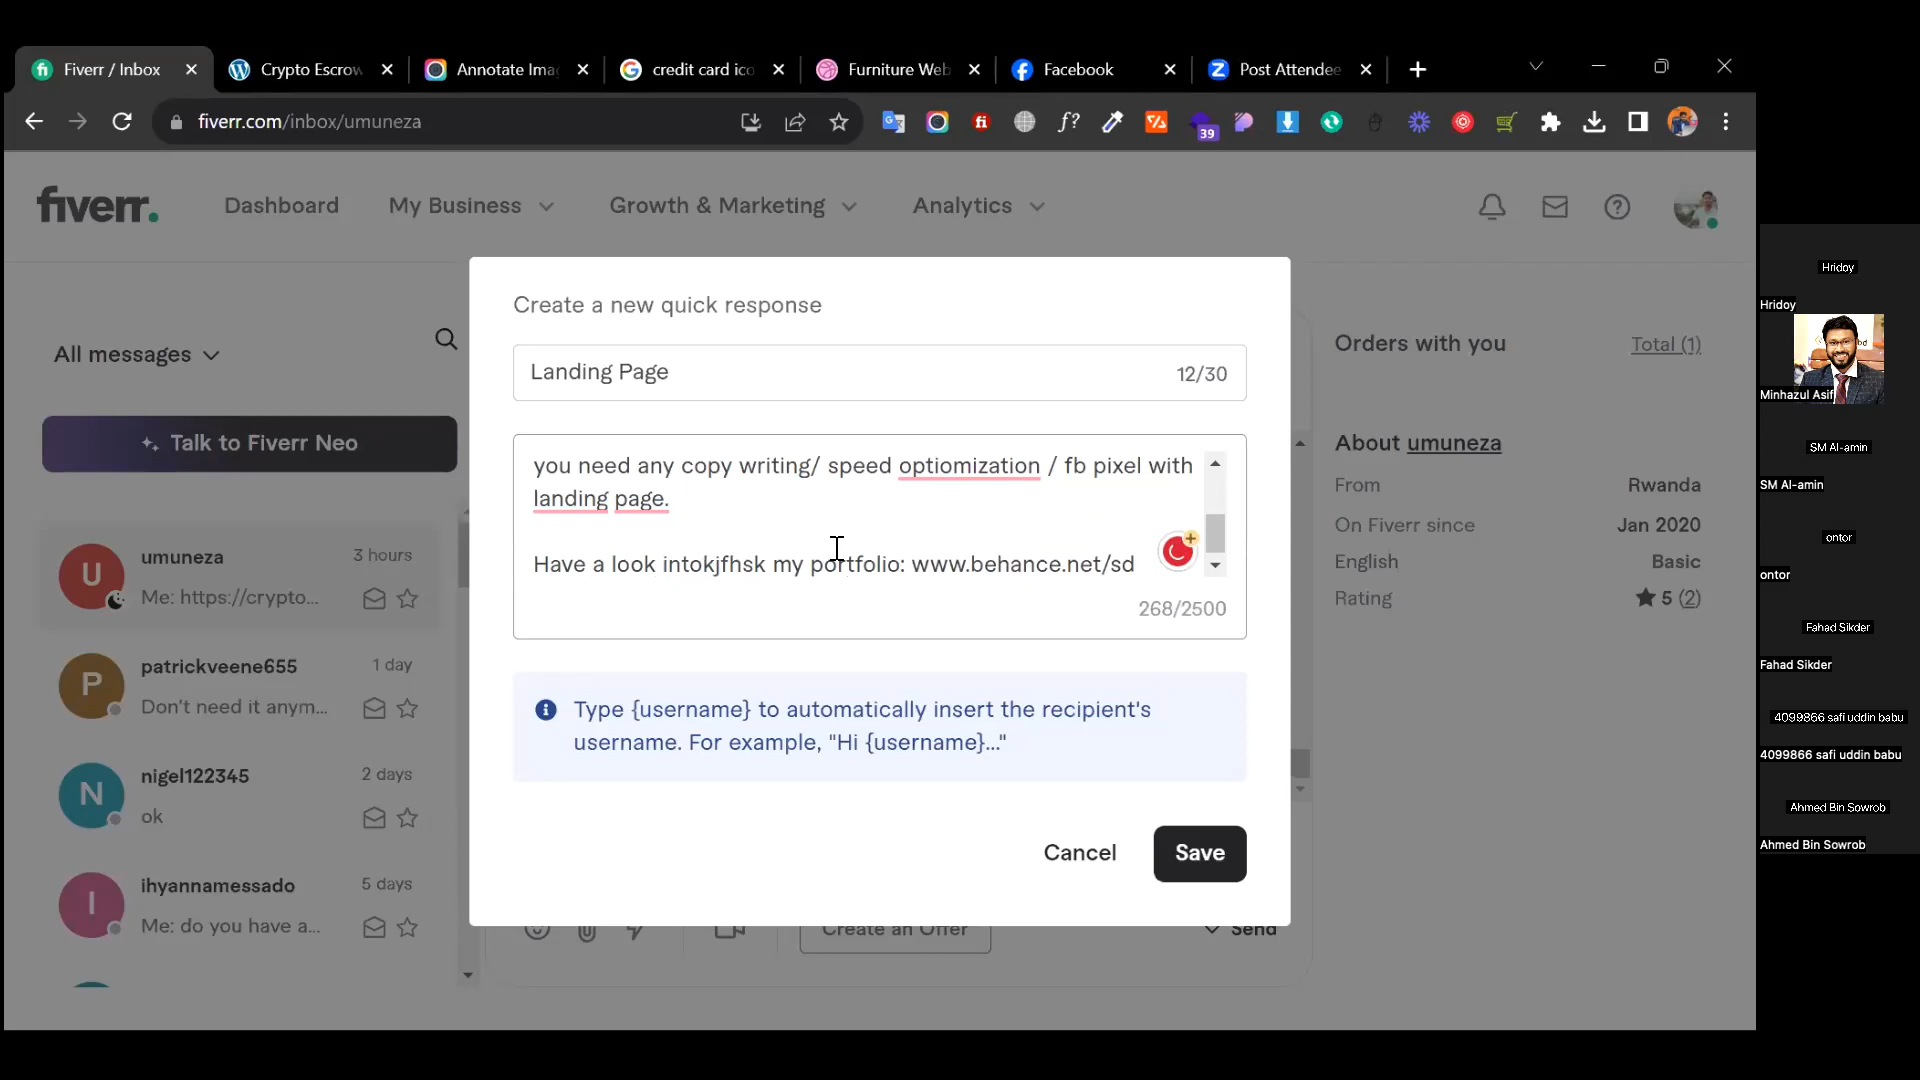 Fiverr / Inbox
Crypto Escrow
Annotate Imag
credit card ico
Furniture Web
Facebook
Post Attendee
fiverr.com/inbox/umuneza
39
fiverr.
Dashboard
My Business
Growth & Marketing
Analytics
All messages
Talk to Fiverr Neo
U
umuneza
3 hours
Me: https://crypto...
P
patrickveene655
1 day
Don't need it anym...
N
nigel122345
2 days
ok
I
ihyannamessado
5 days
Me: do you have a...
Create a new quick response
Landing Page
12/30
you need any copy writing/ speed optiomization / fb pixel with
landing page.
Have a look intokjfhsk my portfolio: www.behance.net/sd
268/2500
Type {username} to automatically insert the recipient's
username. For example, "Hi {username}..."
Cancel
Save
Create an Offer
Send
Orders with you
Total (1)
About umuneza
From
Rwanda
On Fiverr since
Jan 2020
English
Basic
Rating
5 (2)
Hridoy
Hridoy
Minhazul Asif
SM Al-amin
SM Al-amin
ontor
ontor
Fahad Sikder
Fahad Sikder
4099866 safi uddin babu
4099866 safi uddin babu
Ahmed Bin Sowrob
Ahmed Bin Sowrob